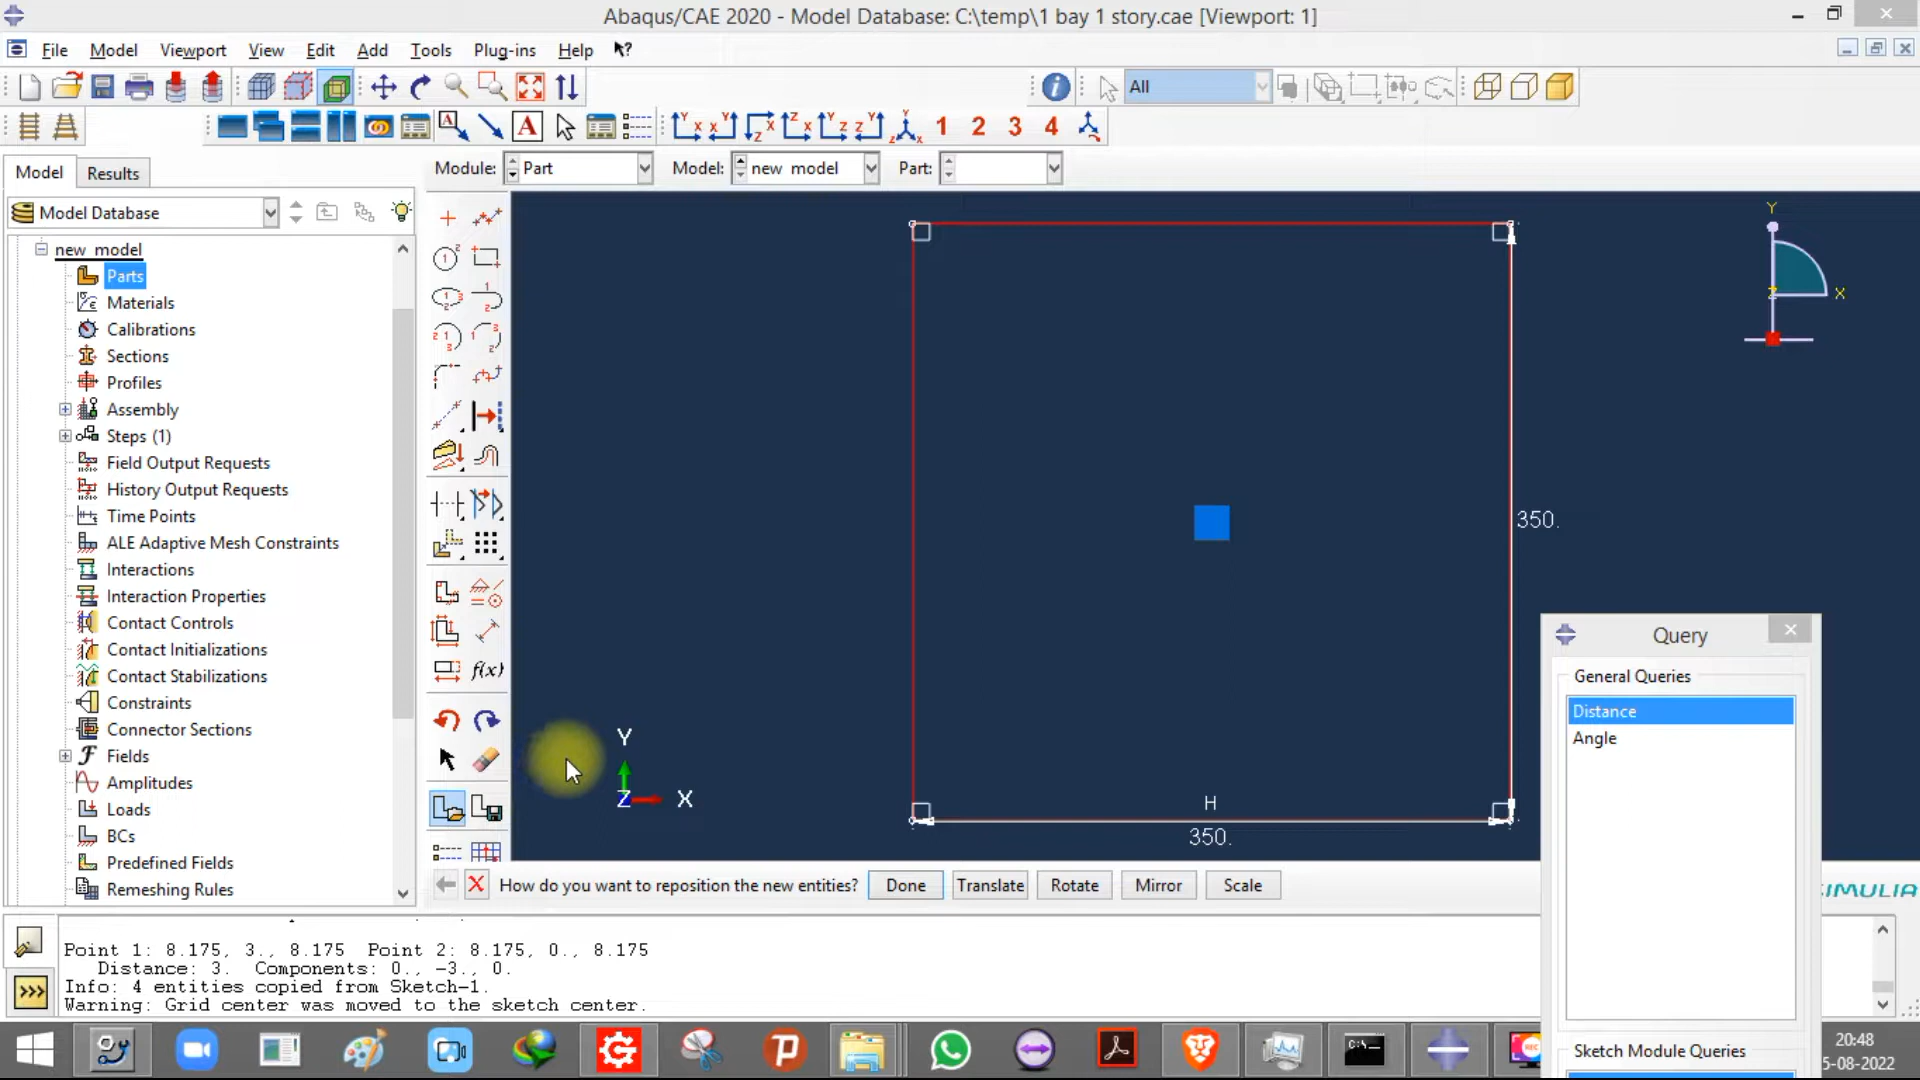 Abaqus/CAE 2020 - Model Database: C:\temp\1 bay 1 story.cae [Viewport: 1]
File Model Viewport View Edit Add Tools Plug-ins Help
All
1 2 3 4
Model Results
Module: Part Model: new model Part:
Model Database
new model
Parts
Materials
Calibrations
Sections
Profiles
Assembly
Steps (1)
Field Output Requests
History Output Requests
Time Points
ALE Adaptive Mesh Constraints
Interactions
Interaction Properties
Contact Controls
Contact Initializations
Contact Stabilizations
Constraints
Connector Sections
Fields
Amplitudes
Loads
BCs
Predefined Fields
Remeshing Rules
f(x)
Y
Z X
350.
H
350.
Y
Z X
Query
General Queries
Distance
Angle
Sketch Module Queries
How do you want to reposition the new entities? Done Translate Rotate Mirror Scale
SIMULIA
Point 1: 8.175, 3., 8.175 Point 2: 8.175, 0., 8.175
Distance: 3. Components: 0., -3., 0.
Info: 4 entities copied from Sketch-1.
Warning: Grid center was moved to the sketch center.
20:48
5-08-2022